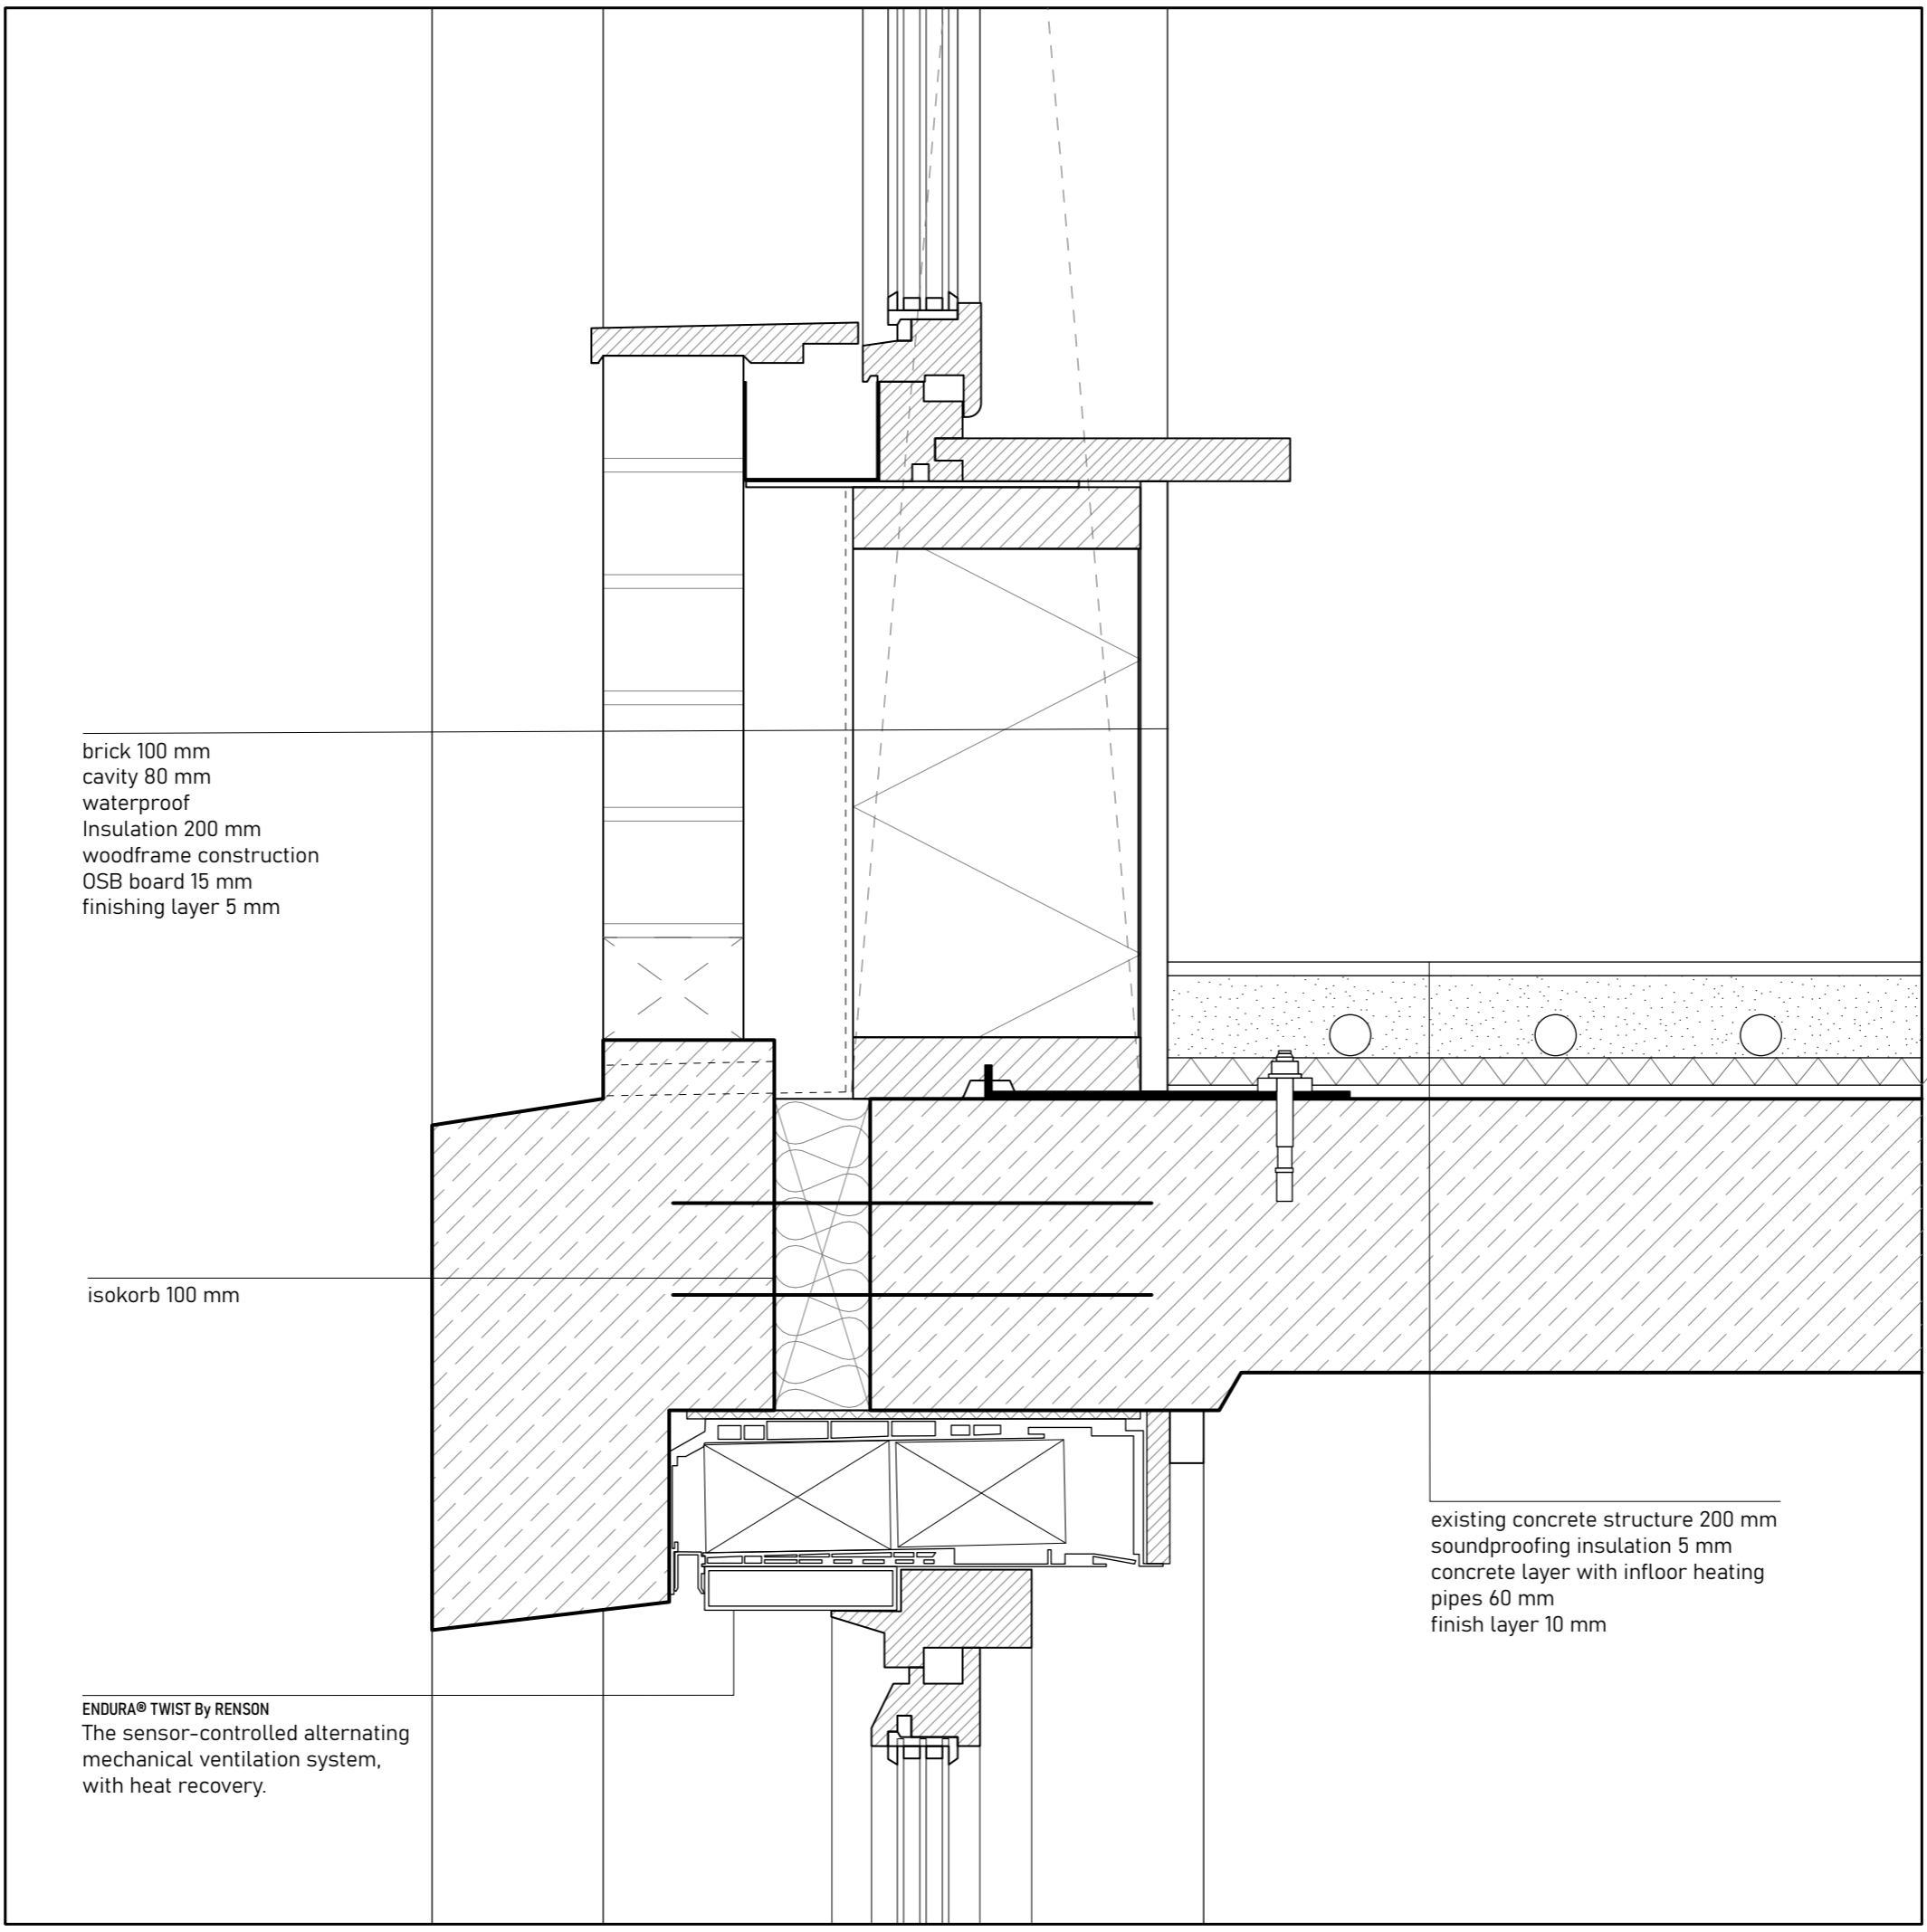 brick 100 mm
cavity 80 mm
waterproof
Insulation 200 mm
woodframe construction
OSB board 15 mm
finishing layer 5 mm
isokorb 100 mm
existing concrete structure 200 mm
soundproofing insulation 5 mm
concrete layer with infloor heating
pipes 60 mm
finish layer 10 mm
ENDURA® TWIST By RENSON
The sensor-controlled alternating
mechanical ventilation system,
with heat recovery.